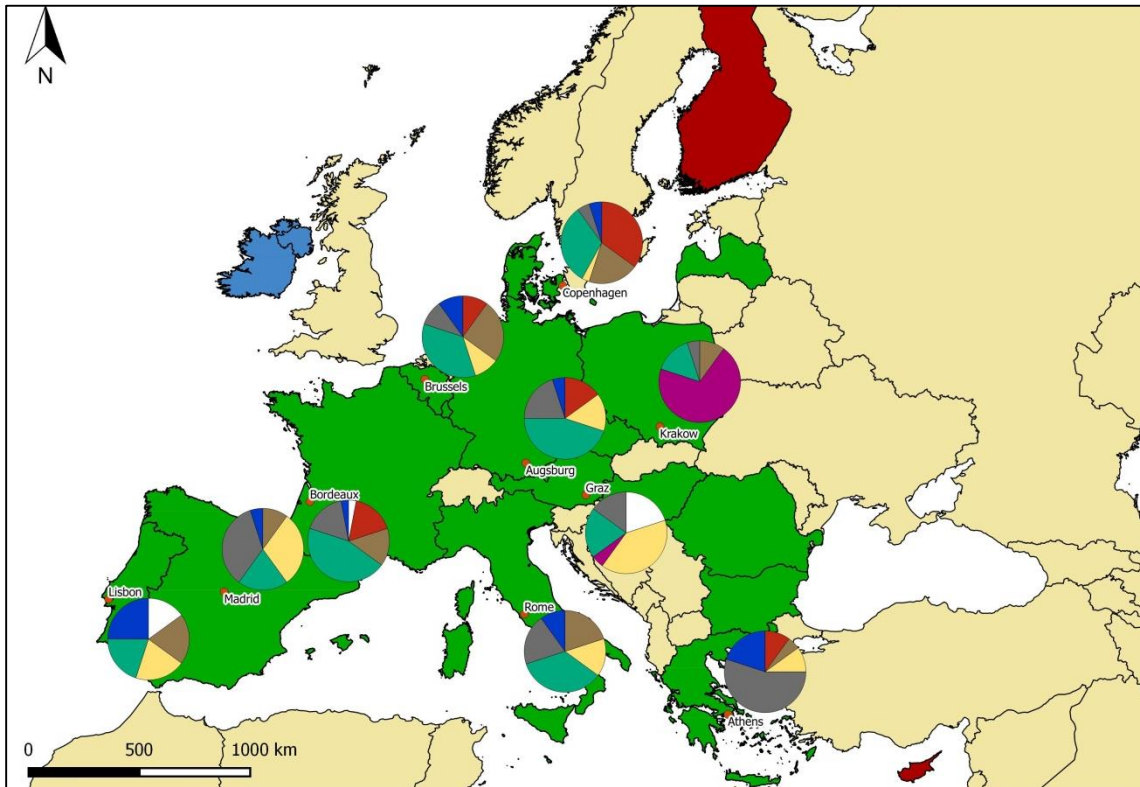 N
Copenhagen
Brussels
Krakow
Augsburg
Graz
Bordeaux
Lisbon
Madrid
Rome
Athens
0 500 1000 km